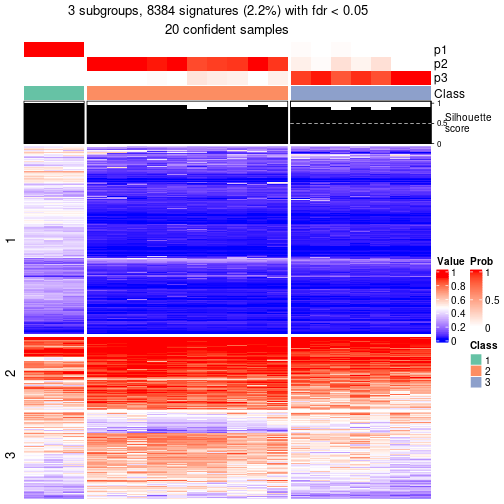 3 subgroups, 8384 signatures (2.2%) with fdr < 0.05
20 confident samples
p1
p2
p3
Class
1
0.5
0
Silhouette
score
1
2
3
Value
1
0.8
0.6
0.4
0.2
0
Prob
1
0.5
0
Class
1
2
3